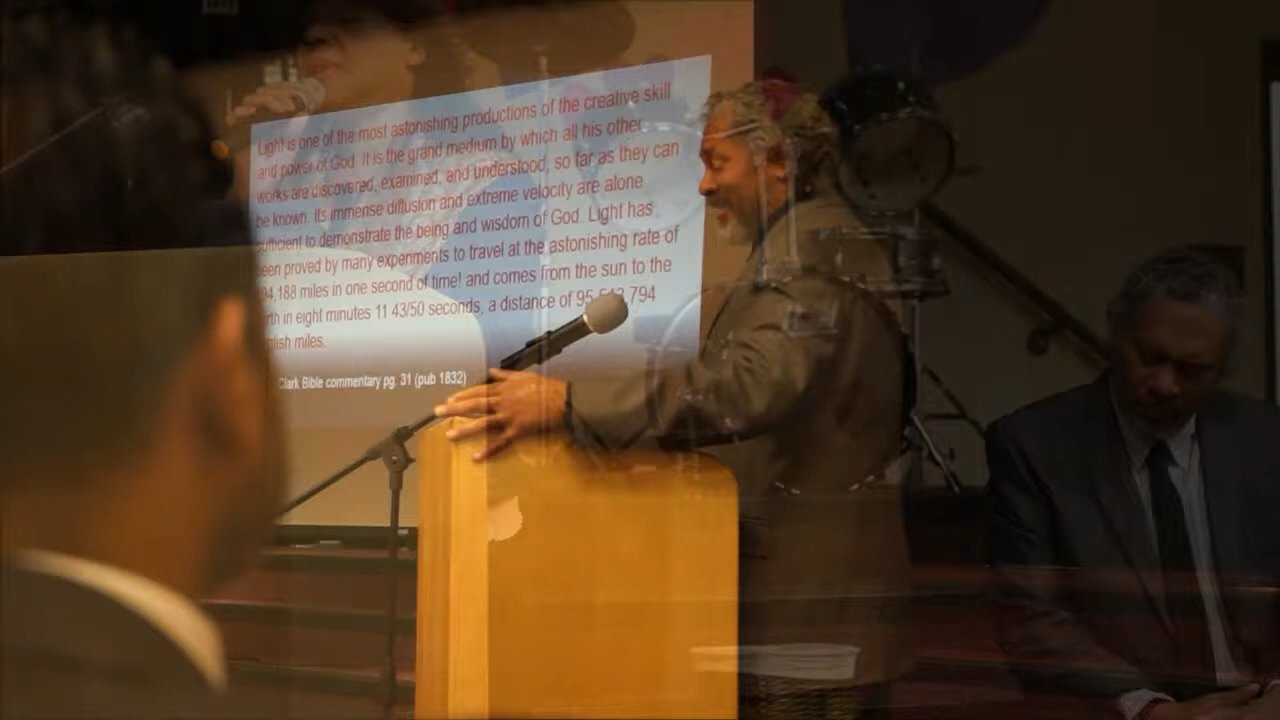 Light is one of the most astonishing productions of the creative skill
and power of God. It is the grand medium by which all his other
works are discovered, examined, and understood, so far as they can
be known. Its immense diffusion and extreme velocity are alone
sufficient to demonstrate the being and wisdom of God. Light has
been proved by many experiments to travel at the astonishing rate of
94,188 miles in one second of time! and comes from the sun to the
rth in eight minutes 11 43/50 seconds, a distance of 95, 794
glish miles.
Clark Bible commentary pg. 31 (pub 1832)